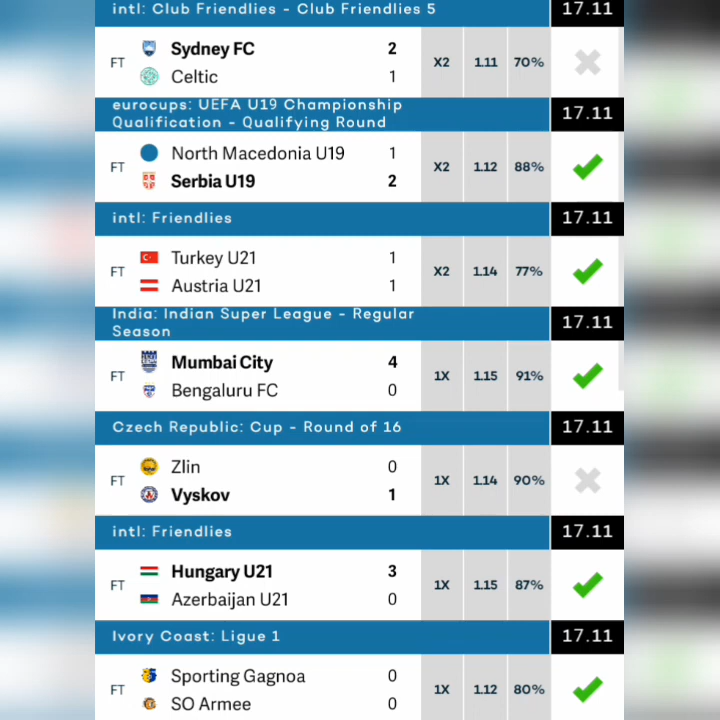 intl: Club Friendlies - Club Friendlies 5 17.11
FT Sydney FC 2 X2 1.11 70%
Celtic 1
eurocups: UEFA U19 Championship Qualification - Qualifying Round 17.11
FT North Macedonia U19 1 X2 1.12 88%
Serbia U19 2
intl: Friendlies 17.11
FT Turkey U21 1 X2 1.14 77%
Austria U21 1
India: Indian Super League - Regular Season 17.11
FT Mumbai City 4 1X 1.15 91%
Bengaluru FC 0
Czech Republic: Cup - Round of 16 17.11
FT Zlin 0 1X 1.14 90%
Vyskov 1
intl: Friendlies 17.11
FT Hungary U21 3 1X 1.15 87%
Azerbaijan U21 0
Ivory Coast: Ligue 1 17.11
FT Sporting Gagnoa 0 1X 1.12 80%
SO Armee 0